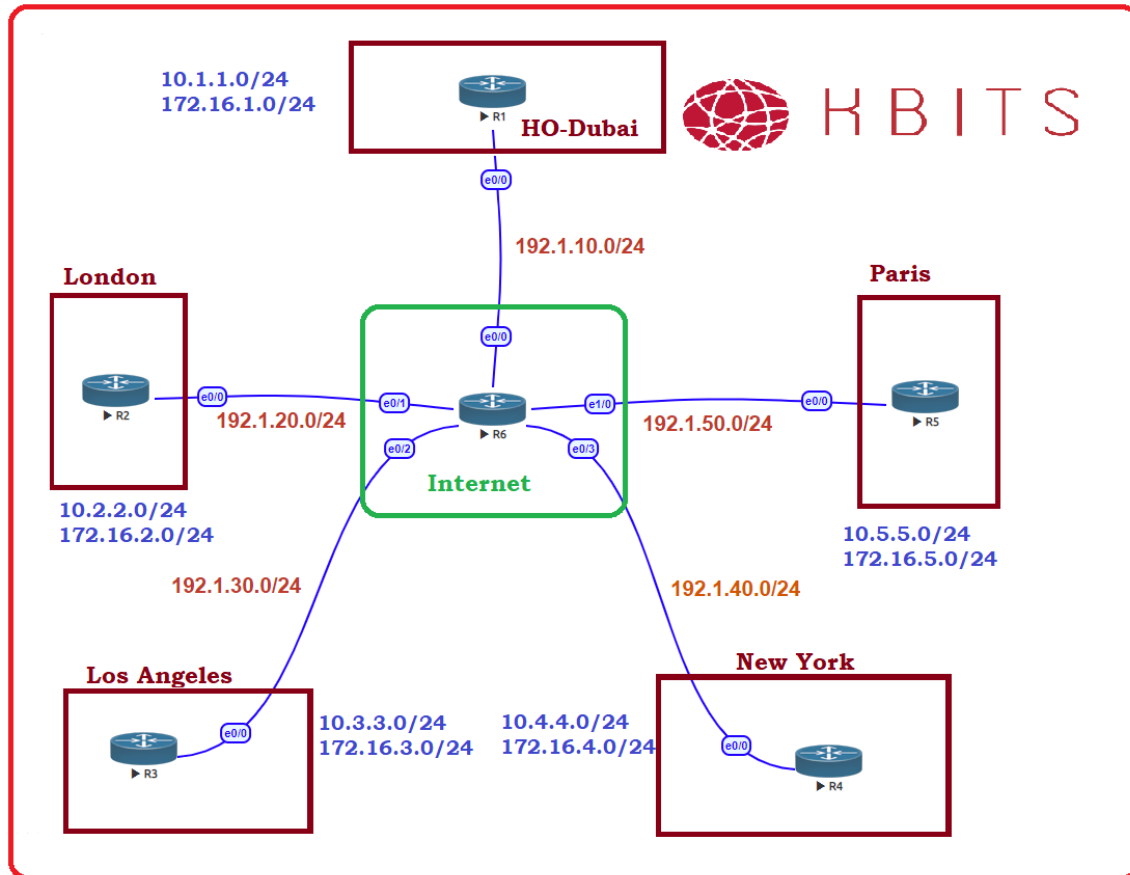 10.1.1.0/24
172.16.1.0/24
R1
HO-Dubai
KBITS
e0/0
192.1.10.0/24
London
Paris
e0/0
R2
e0/0
192.1.20.0/24
e0/1
R6
e1/0
192.1.50.0/24
e0/0
R5
e0/2
e0/3
Internet
10.2.2.0/24
172.16.2.0/24
10.5.5.0/24
172.16.5.0/24
192.1.30.0/24
192.1.40.0/24
Los Angeles
New York
R3
e0/0
10.3.3.0/24
172.16.3.0/24
10.4.4.0/24
172.16.4.0/24
e0/0
R4